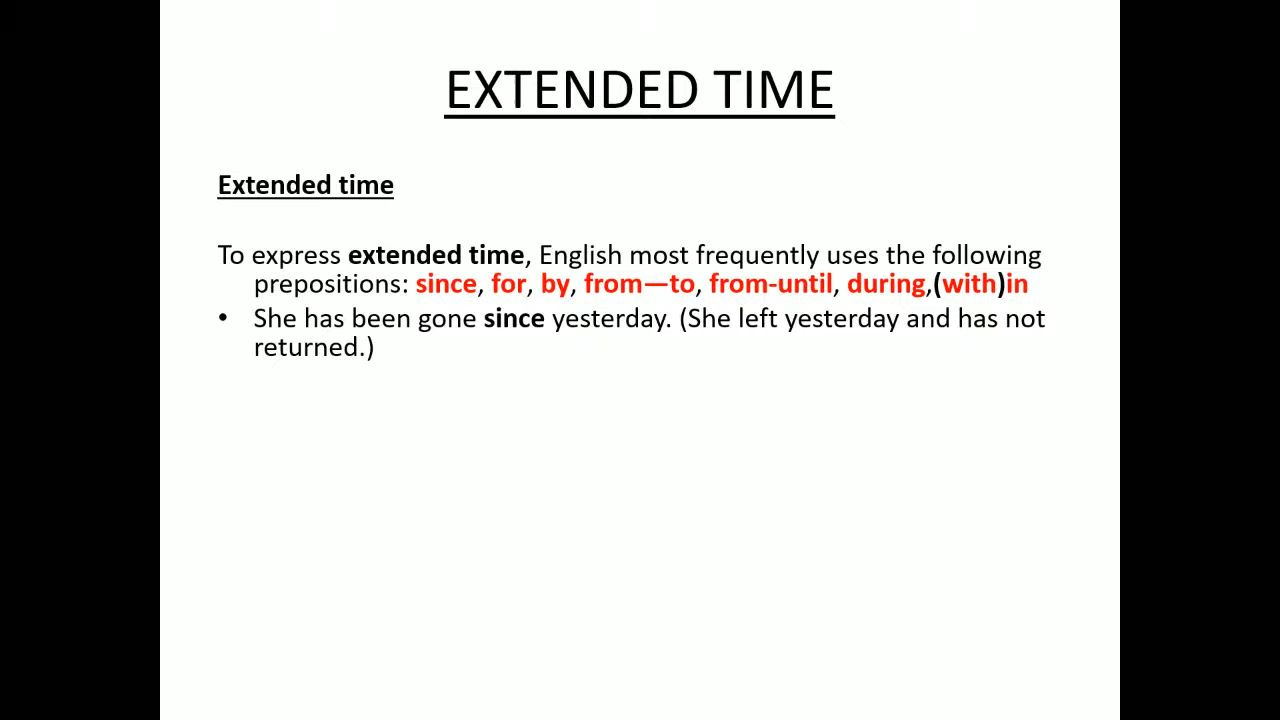 EXTENDED TIME
Extended time
To express extended time, English most frequently uses the following
prepositions: since, for, by, from—to, from-until, during,(with)in
• She has been gone since yesterday. (She left yesterday and has not
returned.)